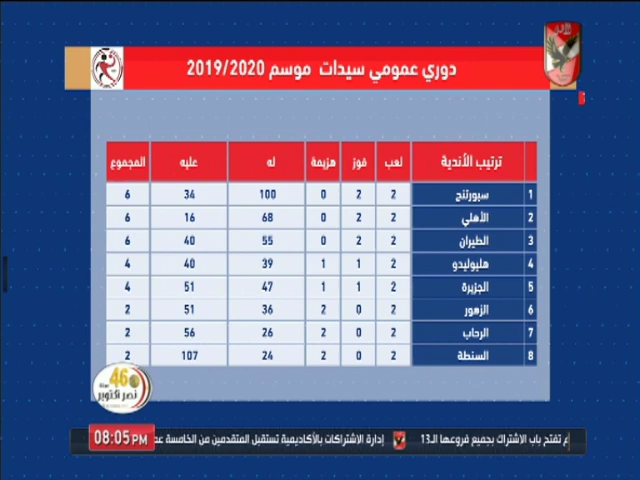 دوري عمومي سيدات موسم 2019/2020
ترتيب الأندية لعب فوز هزيمة له عليه المجموع
1 سبورتنج 2 2 0 100 34 6
2 الأهلي 2 2 0 68 16 6
3 الطيران 2 2 0 55 40 6
4 هليوليدو 2 1 1 39 40 4
5 الجزيرة 2 1 1 47 51 4
6 الزهور 2 0 2 36 51 2
7 الرحاب 2 0 2 26 56 2
8 السنطة 2 0 2 24 107 2
46 سنة
نصر أكتوبر
ع تفتح باب الاشتراك بجميع فروعها الـ13 إدارة الاشتراكات بالأكاديمية تستقبل المتقدمين من الخامسة عص
08:05 PM